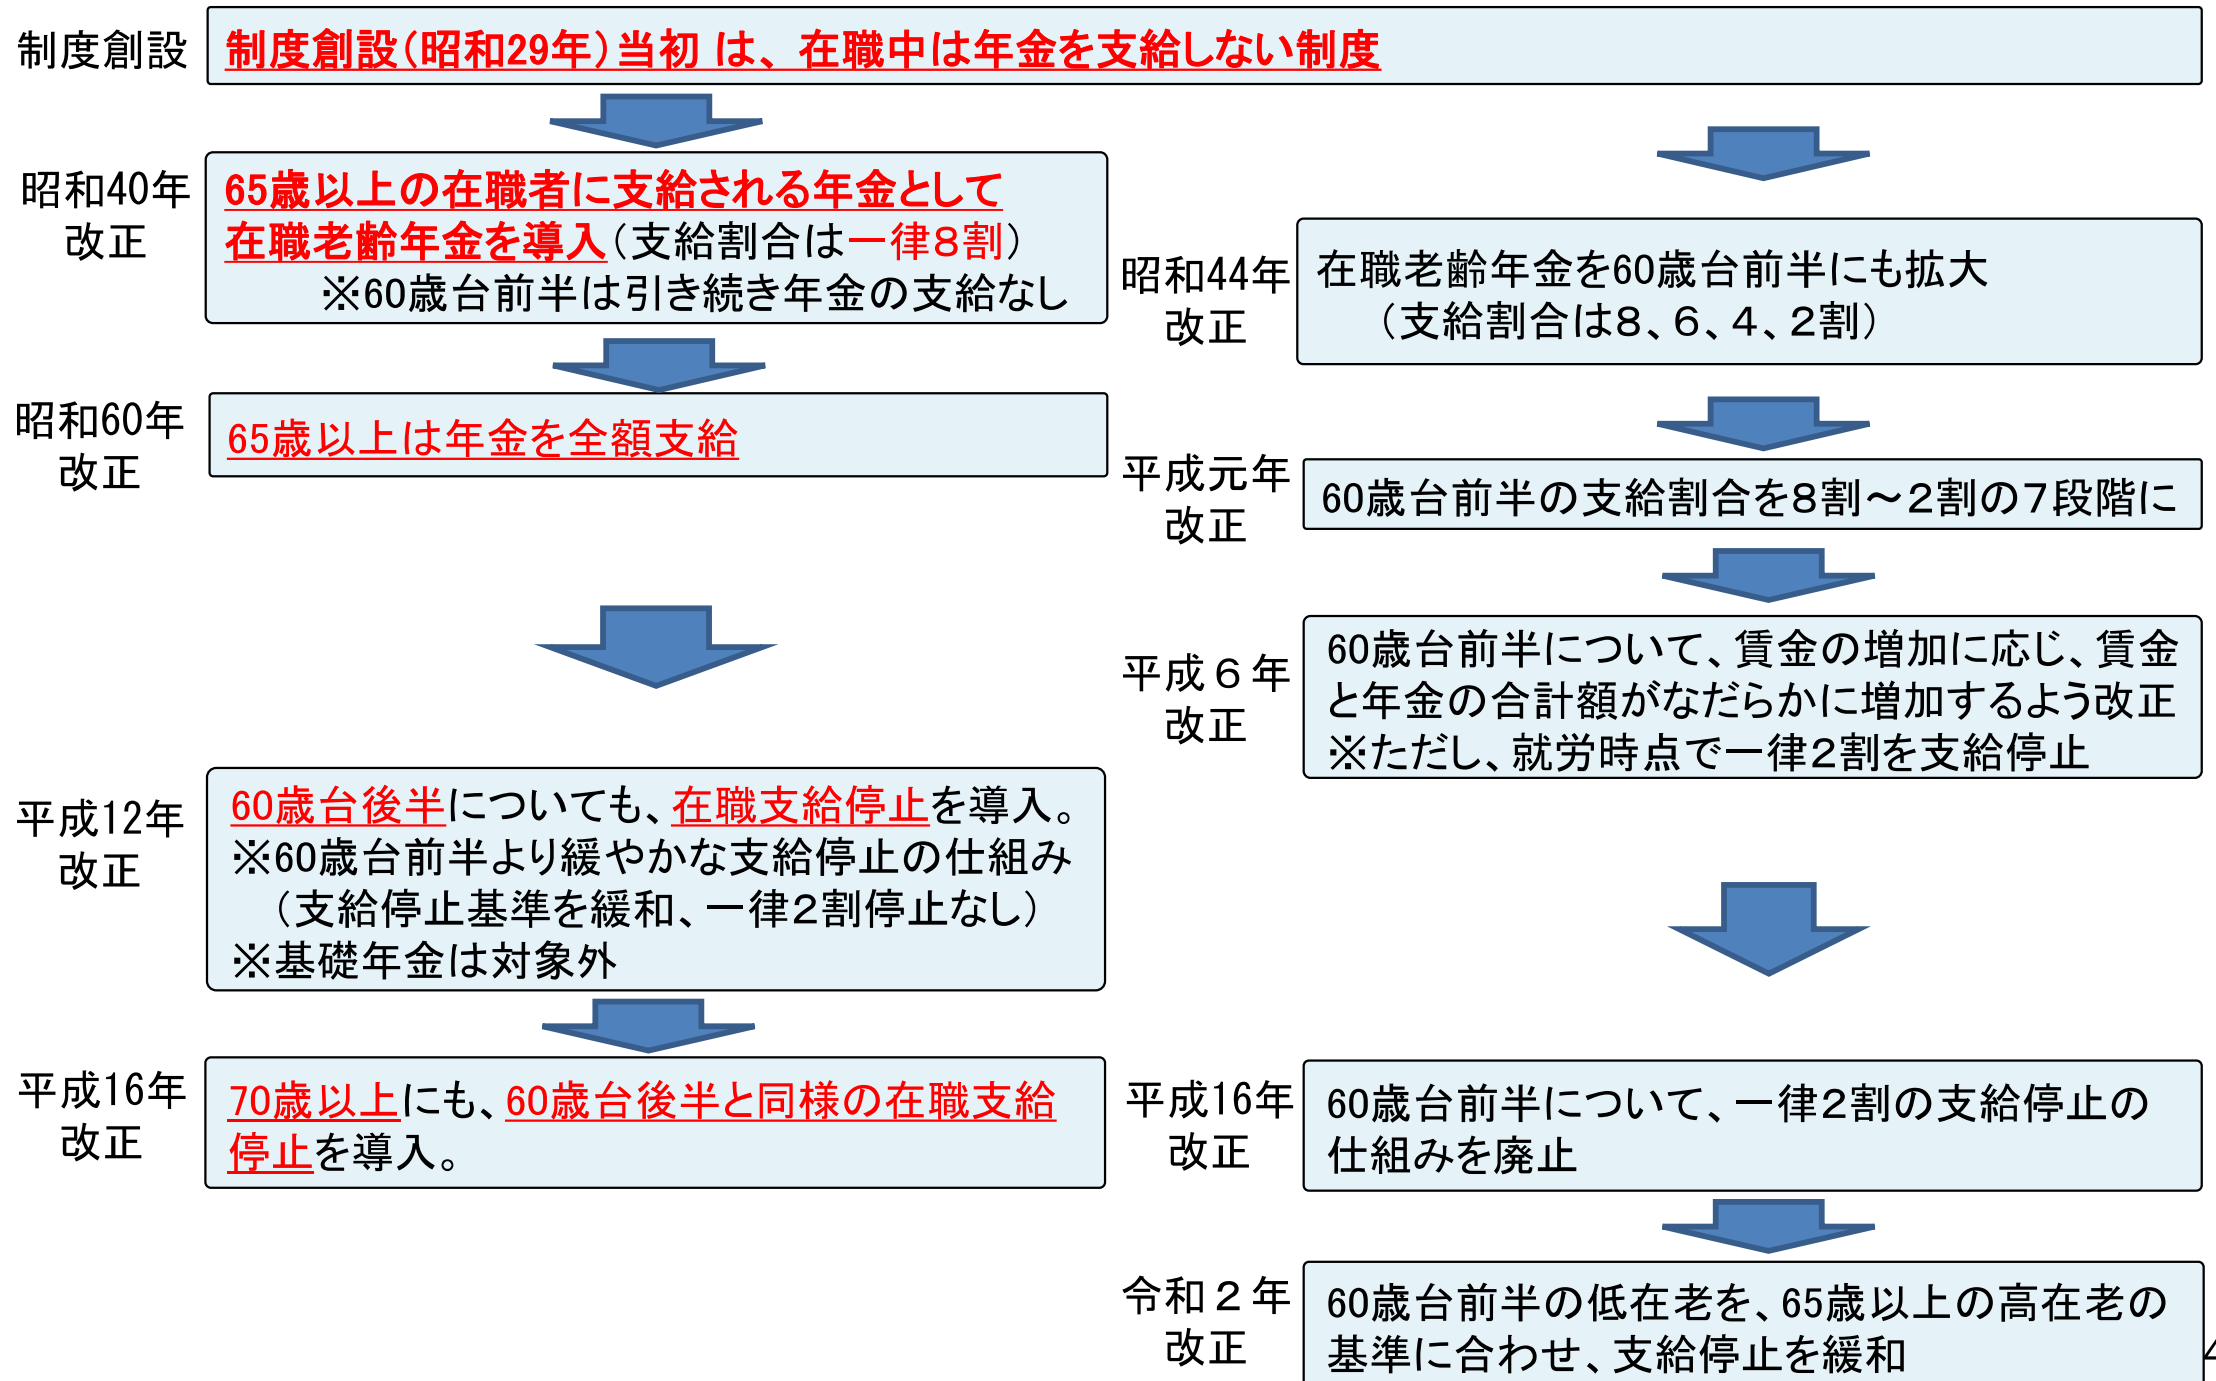 制度創設
制度創設（昭和29年）当初 は、在職中は年金を支給しない制度
昭和40年
改正
65歳以上の在職者に支給される年金として
在職老齢年金を導入（支給割合は一律８割）
※60歳台前半は引き続き年金の支給なし
昭和60年
改正
65歳以上は年金を全額支給
平成12年
改正
60歳台後半についても、在職支給停止を導入。
※60歳台前半より緩やかな支給停止の仕組み
（支給停止基準を緩和、一律２割停止なし）
※基礎年金は対象外
平成16年
改正
70歳以上にも、60歳台後半と同様の在職支給
停止を導入。
昭和44年
改正
在職老齢年金を60歳台前半にも拡大
（支給割合は８、６、４、２割）
平成元年
改正
60歳台前半の支給割合を８割～２割の７段階に
平成６年
改正
60歳台前半について、賃金の増加に応じ、賃金
と年金の合計額がなだらかに増加するよう改正
※ただし、就労時点で一律２割を支給停止
平成16年
改正
60歳台前半について、一律２割の支給停止の
仕組みを廃止
令和２年
改正
60歳台前半の低在老を、65歳以上の高在老の
基準に合わせ、支給停止を緩和